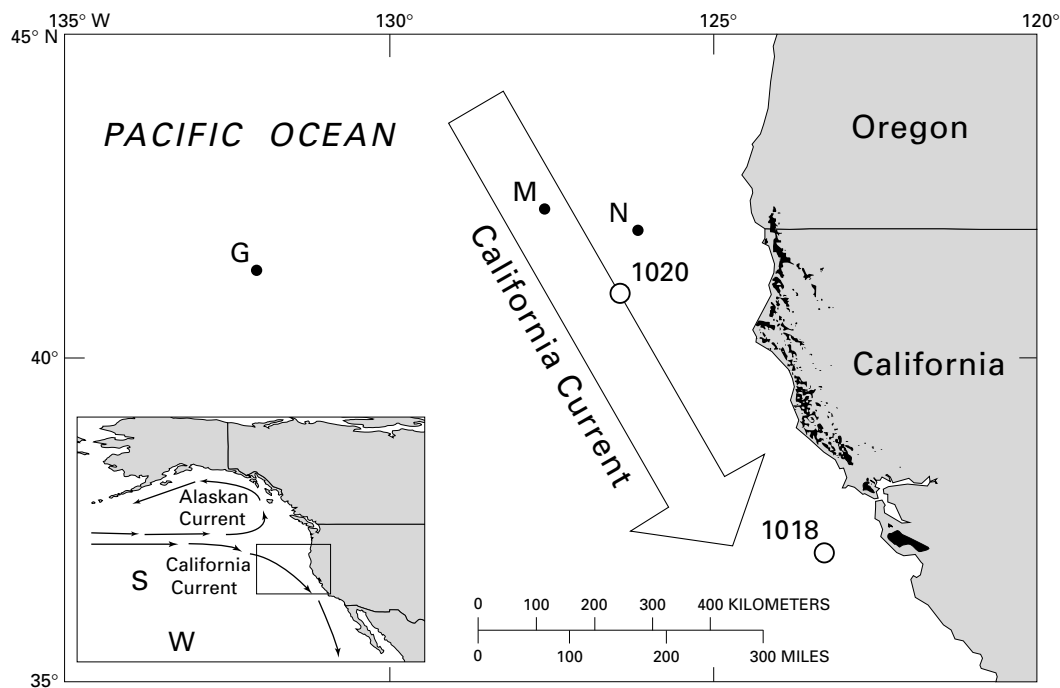 135° W
130°
125°
120°
45° N
PACIFIC OCEAN
Oregon
M
N
G
1020
California Current
40°
California
Alaskan
Current
California
Current
S
W
1018
0 100 200 300 400 KILOMETERS
0 100 200 300 MILES
35°